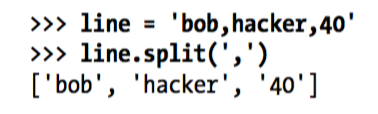 >>> line = 'bob,hacker,40'
>>> line.split(',')
['bob', 'hacker', '40']